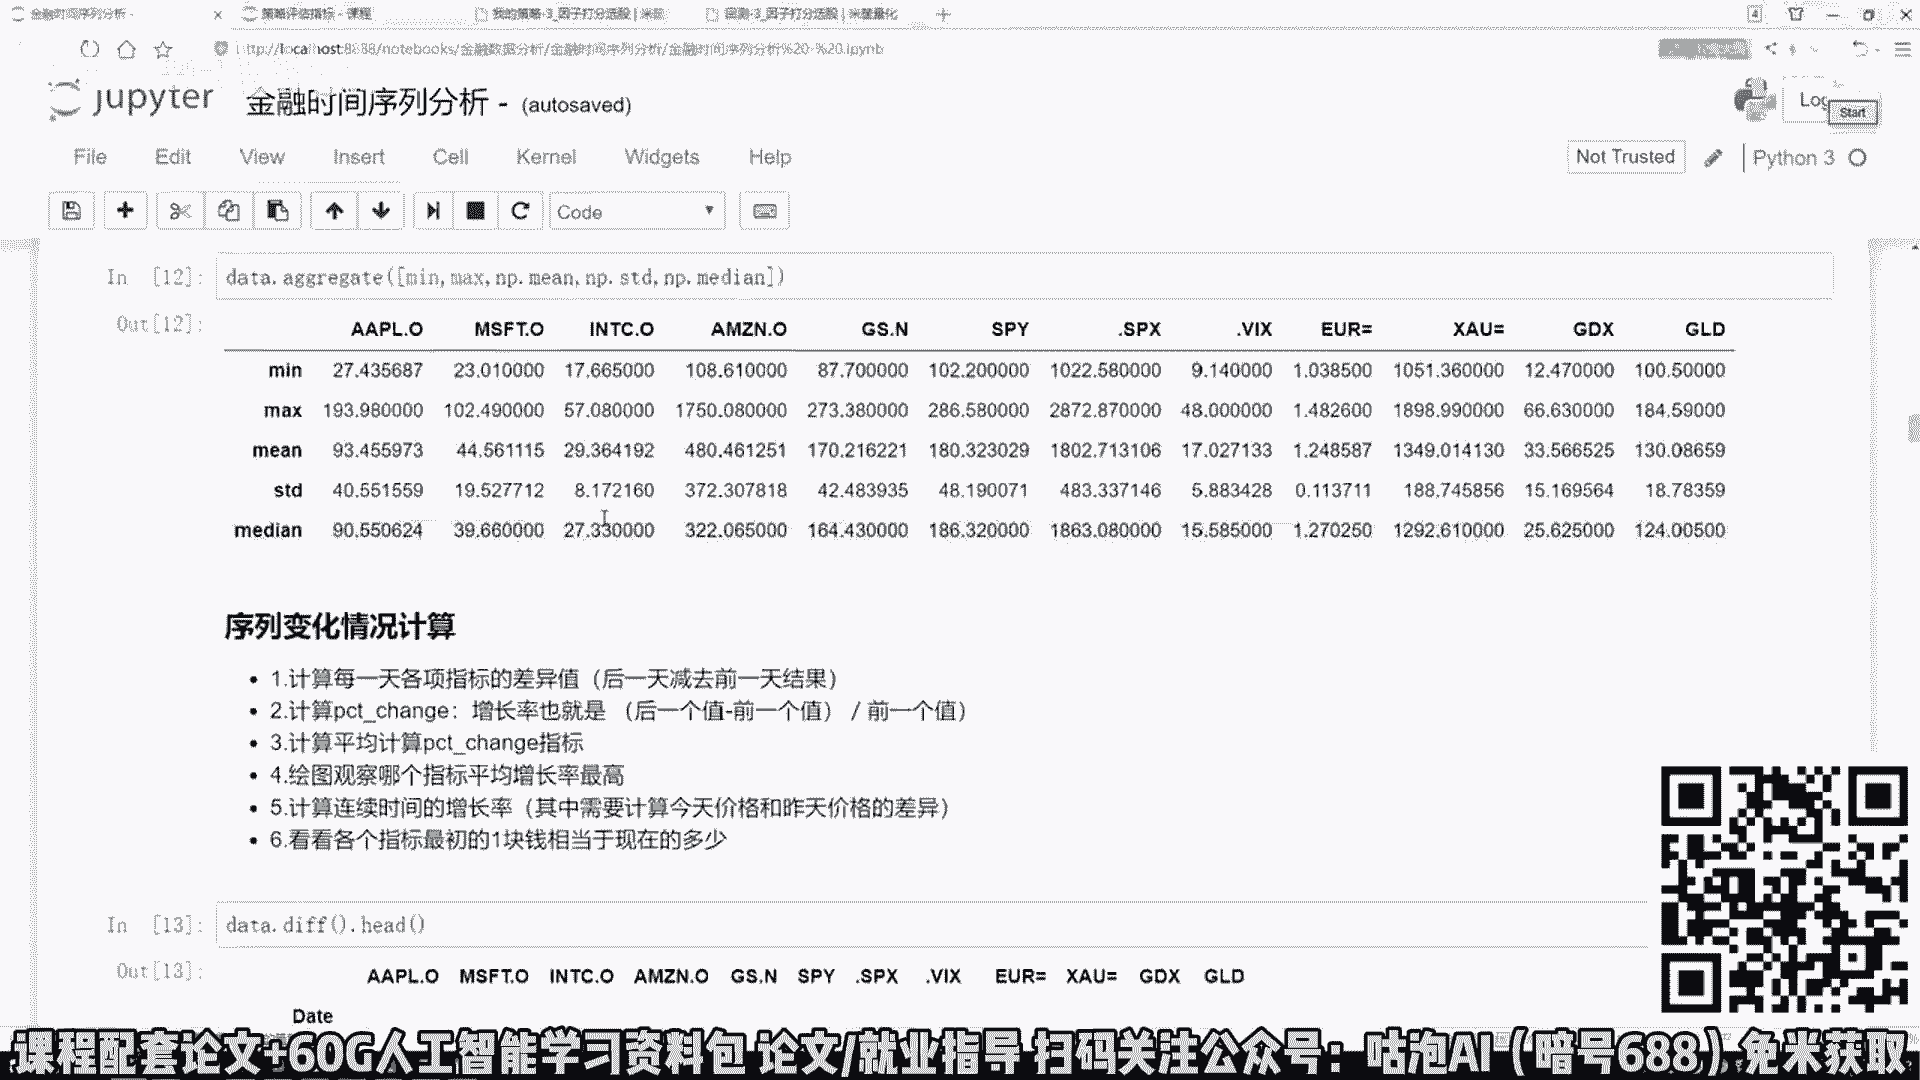 金融时间序列分析 -
策略评估指标 - 课程
我的策略-3_因子打分选股 | 米筐
回测-3_因子打分选股 | 米筐量化
4
http://localhost:8888/notebooks/金融数据分析/金融时间序列分析/金融时间序列分析%20-%20.ipynb
jupyter 金融时间序列分析 - (autosaved)
Start
File Edit View Insert Cell Kernel Widgets Help
Not Trusted
Python 3
Code
In [12]: data.aggregate([min,max,np.mean,np.std,np.median])
Out[12]:
AAPL.O MSFT.O INTC.O AMZN.O GS.N SPY .SPX .VIX EUR= XAU= GDX GLD
min 27.435687 23.010000 17.665000 108.610000 87.700000 102.200000 1022.580000 9.140000 1.038500 1051.360000 12.470000 100.50000
max 193.980000 102.490000 57.080000 1750.080000 273.380000 286.580000 2872.870000 48.000000 1.482600 1898.990000 66.630000 184.59000
mean 93.455973 44.561115 29.364192 480.461251 170.216221 180.323029 1802.713106 17.027133 1.248587 1349.014130 33.566525 130.08659
std 40.551559 19.527712 8.172160 372.307818 42.483935 48.190071 483.337146 5.883428 0.113711 188.745856 15.169564 18.78359
median 90.550624 39.660000 27.330000 322.065000 164.430000 186.320000 1863.080000 15.585000 1.270250 1292.610000 25.625000 124.00500
序列变化情况计算
• 1.计算每一天各项指标的差异值（后一天减去前一天结果）
• 2.计算pct_change：增长率也就是 （后一个值-前一个值） / 前一个值）
• 3.计算平均计算pct_change指标
• 4.绘图观察哪个指标平均增长率最高
• 5.计算连续时间的增长率（其中需要计算今天价格和昨天价格的差异）
• 6.看看各个指标最初的1块钱相当于现在的多少
In [13]: data.diff().head()
Out[13]:
AAPL.O MSFT.O INTC.O AMZN.O GS.N SPY .SPX .VIX EUR= XAU= GDX GLD
Date
课程配套论文+60G人工智能学习资料包 论文/就业指导 扫码关注公众号：咕泡AI（暗号688）免米获取